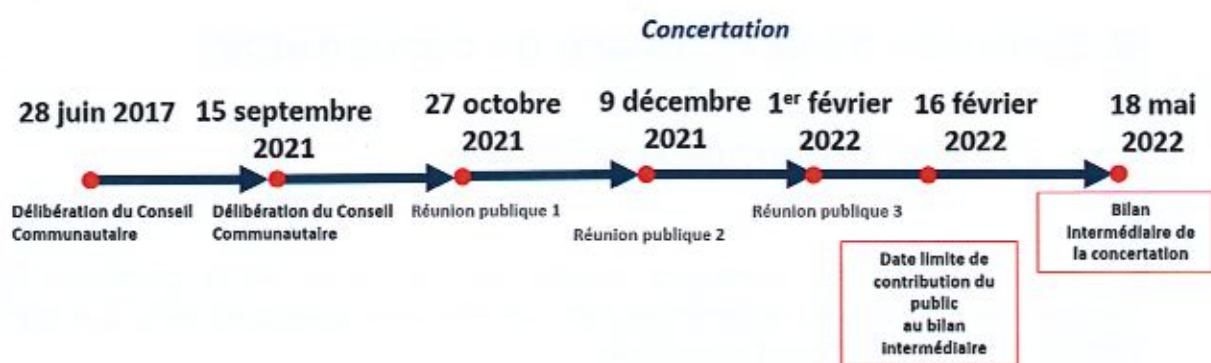 Concertation
28 juin 2017
15 septembre
2021
27 octobre
2021
9 décembre
2021
1er février
2022
16 février
2022
18 mai
2022
Délibération du Conseil
Communautaire
Délibération du Conseil
Communautaire
Réunion publique 1
Réunion publique 2
Réunion publique 3
Date limite de
contribution du
public
au bilan
intermédiaire
Bilan
intermédiaire de
la concertation